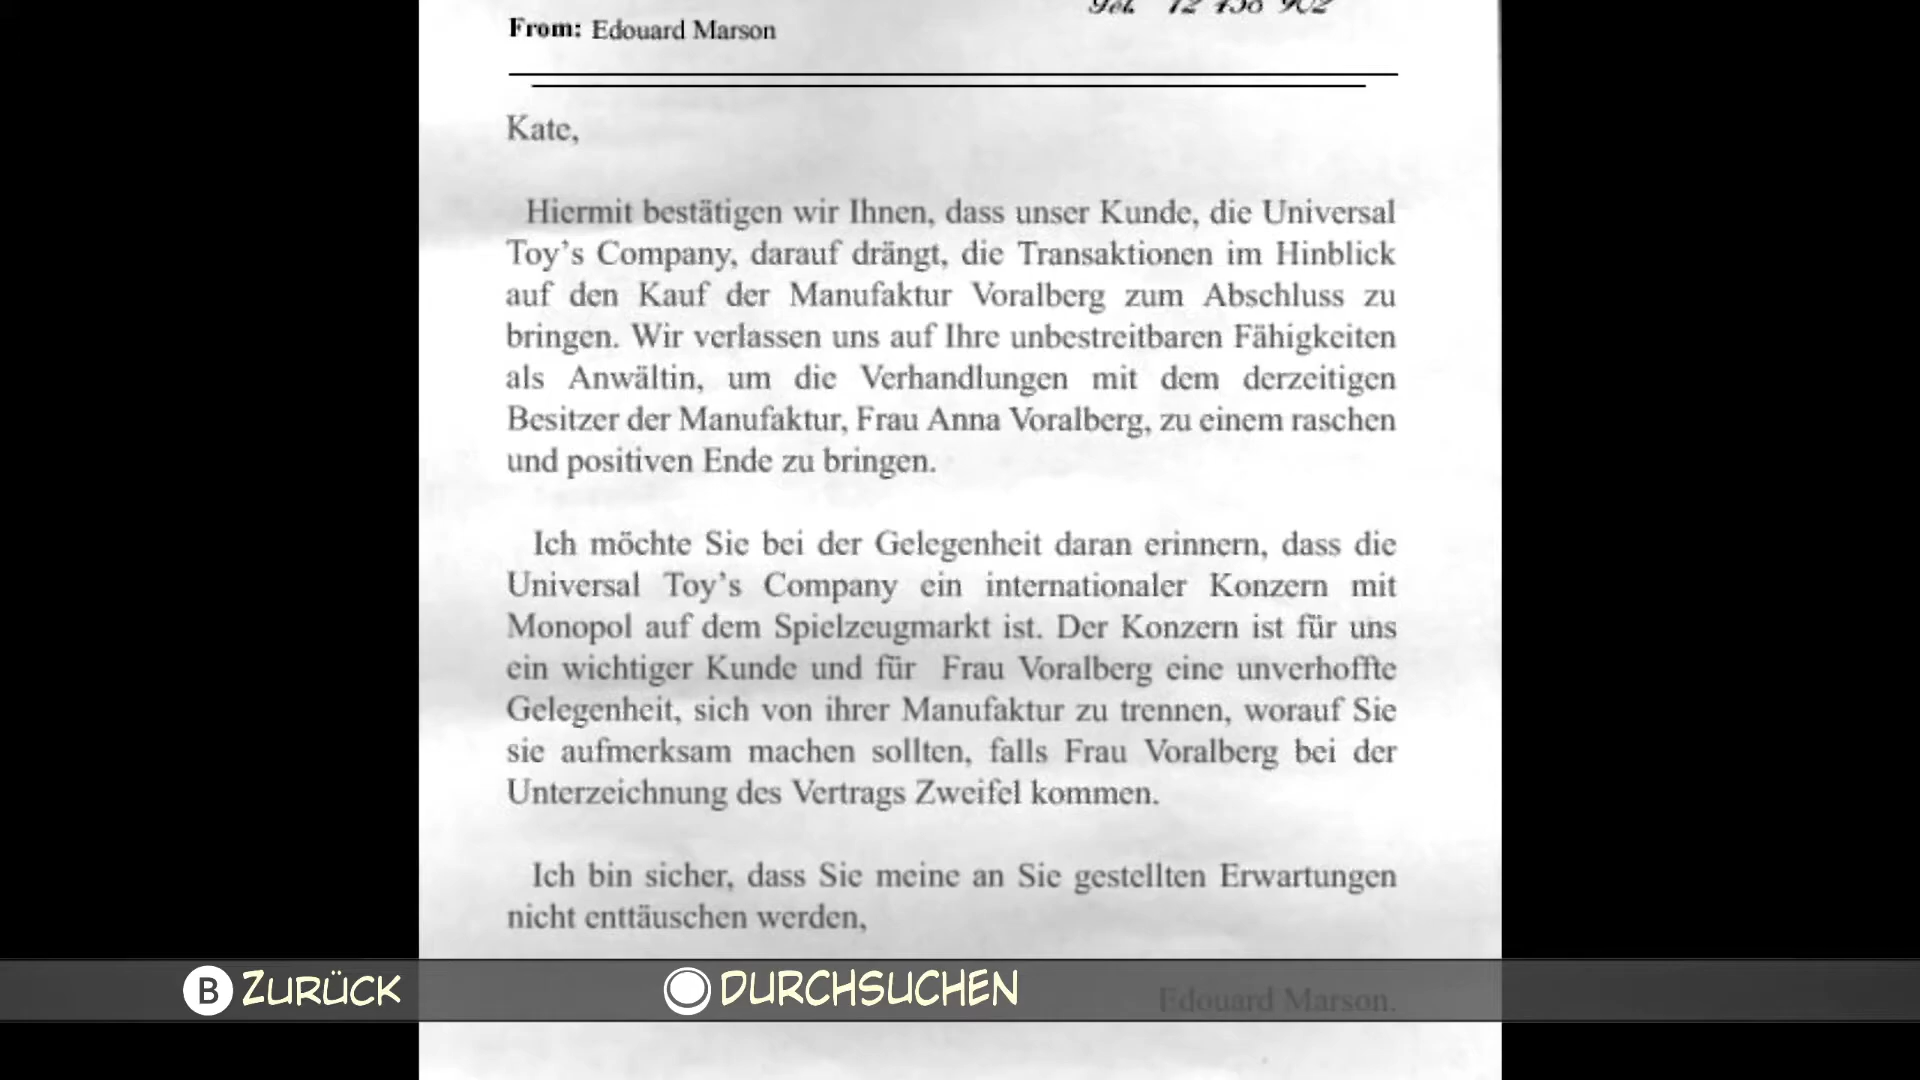 From: Edouard Marson
Kate,
Hiermit bestätigen wir Ihnen, dass unser Kunde, die Universal
Toy's Company, darauf drängt, die Transaktionen im Hinblick
auf den Kauf der Manufaktur Voralberg zum Abschluss zu
bringen. Wir verlassen uns auf Ihre unbestreitbaren Fähigkeiten
als Anwältin, um die Verhandlungen mit dem derzeitigen
Besitzer der Manufaktur, Frau Anna Voralberg, zu einem raschen
und positiven Ende zu bringen.
Ich möchte Sie bei der Gelegenheit daran erinnern, dass die
Universal Toy's Company ein internationaler Konzern mit
Monopol auf dem Spielzeugmarkt ist. Der Konzern ist für uns
ein wichtiger Kunde und für Frau Voralberg eine unverhoffte
Gelegenheit, sich von ihrer Manufaktur zu trennen, worauf Sie
sie aufmerksam machen sollten, falls Frau Voralberg bei der
Unterzeichnung des Vertrags Zweifel kommen.
Ich bin sicher, dass Sie meine an Sie gestellten Erwartungen
nicht enttäuschen werden,
Edouard Marson.
B ZURÜCK
DURCHSUCHEN